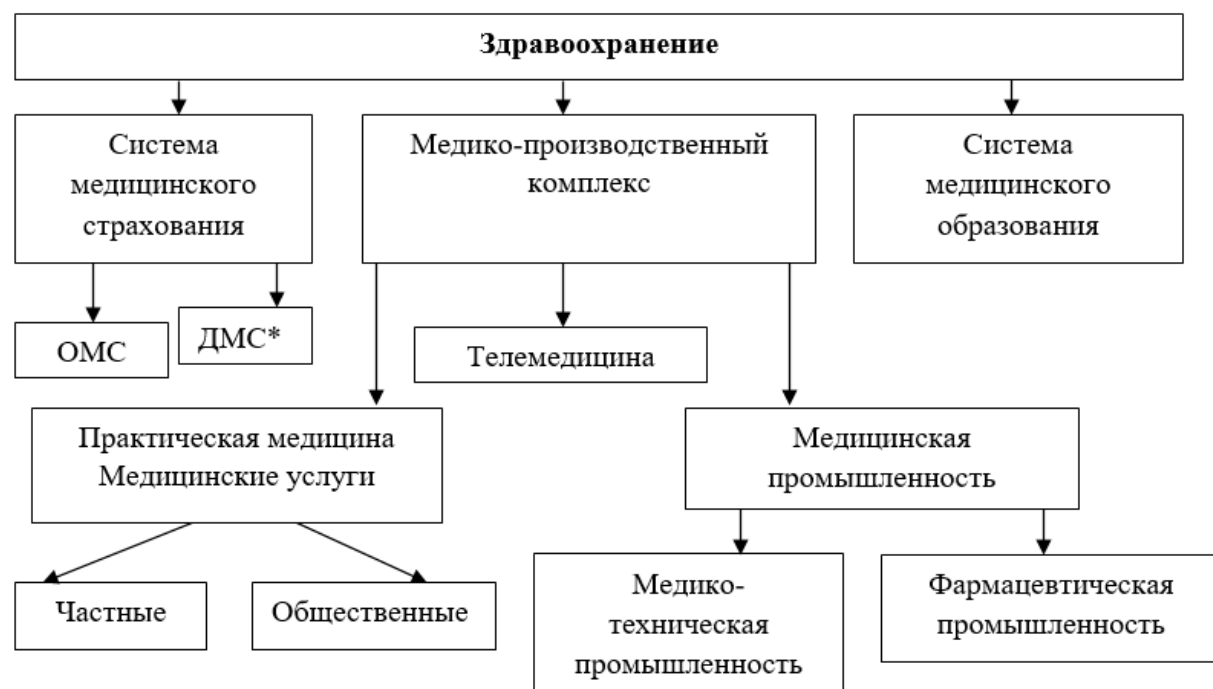 Здравоохранение
Система
медицинского
страхования
Медико-производственный
комплекс
Система
медицинского
образования
ОМС
ДМС*
Телемедицина
Практическая медицина
Медицинские услуги
Медицинская
промышленность
Частные
Общественные
Медико-
техническая
промышленность
Фармацевтическая
промышленность